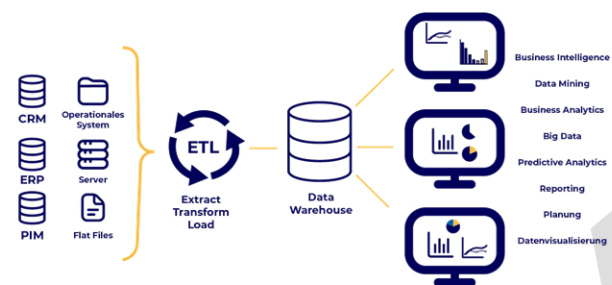 CRM
Operationales
System
ERP
Server
PIM
Flat Files
ETL
Extract
Transform
Load
Data
Warehouse
Business Intelligence
Data Mining
Business Analytics
Big Data
Predictive Analytics
Reporting
Planung
Datenvisualisierung